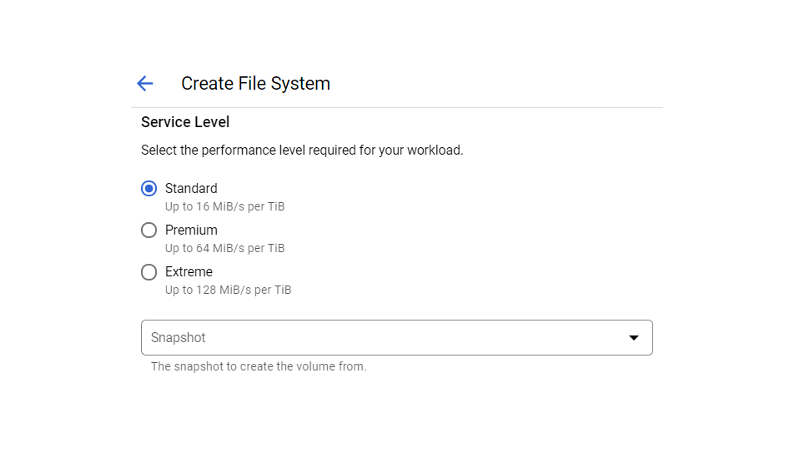 Create File System
Service Level
Select the performance level required for your workload.
Standard
Up to 16 MiB/s per TiB
Premium
Up to 64 MiB/s per TiB
Extreme
Up to 128 MiB/s per TiB
Snapshot
The snapshot to create the volume from.